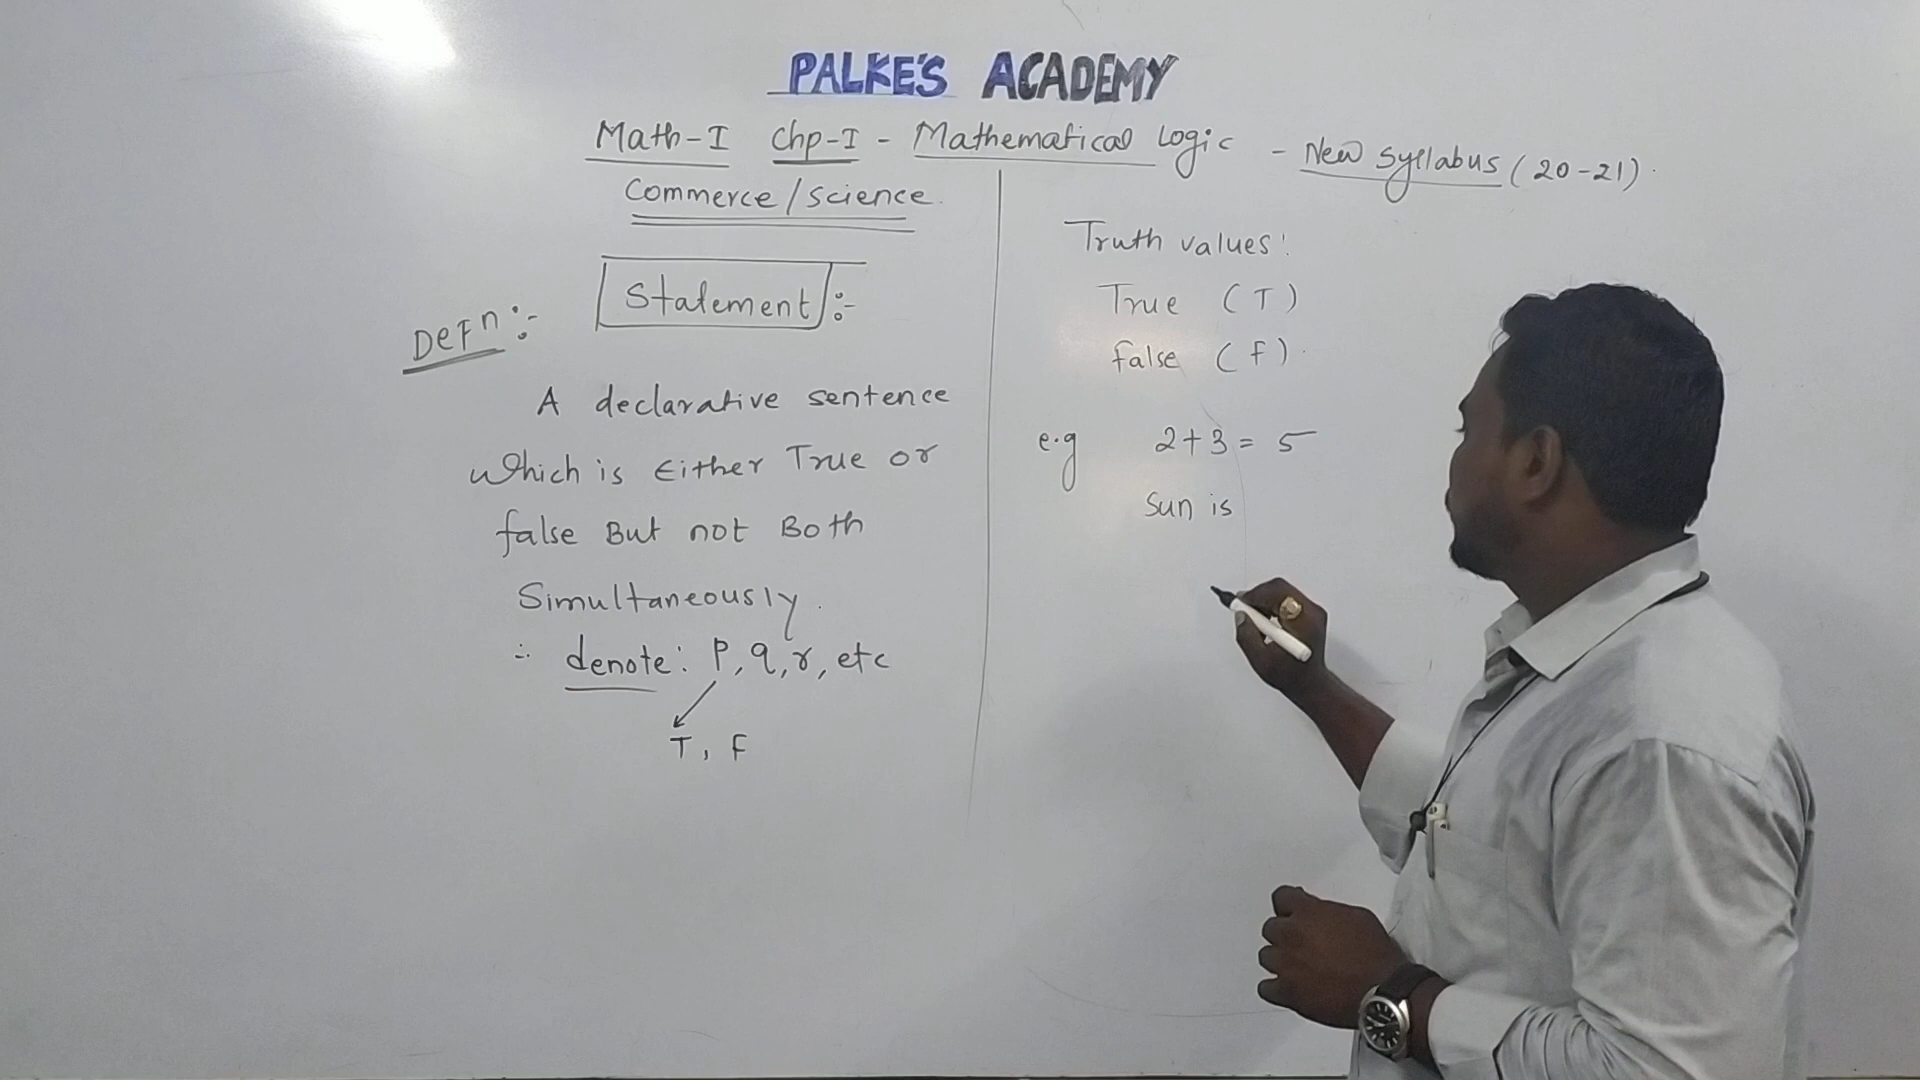 PALKE'S ACADEMY
Math-I Chp-I - Mathematical Logic - New syllabus (20-21).
Commerce/science.
Statement :-
Defn :-
A declarative sentence
which is Either True or
false But not Both
Simultaneously.
∴ denote: P, q, r, etc
T, F
Truth values:
True (T)
false (F).
e.g 2+3 = 5
Sun is